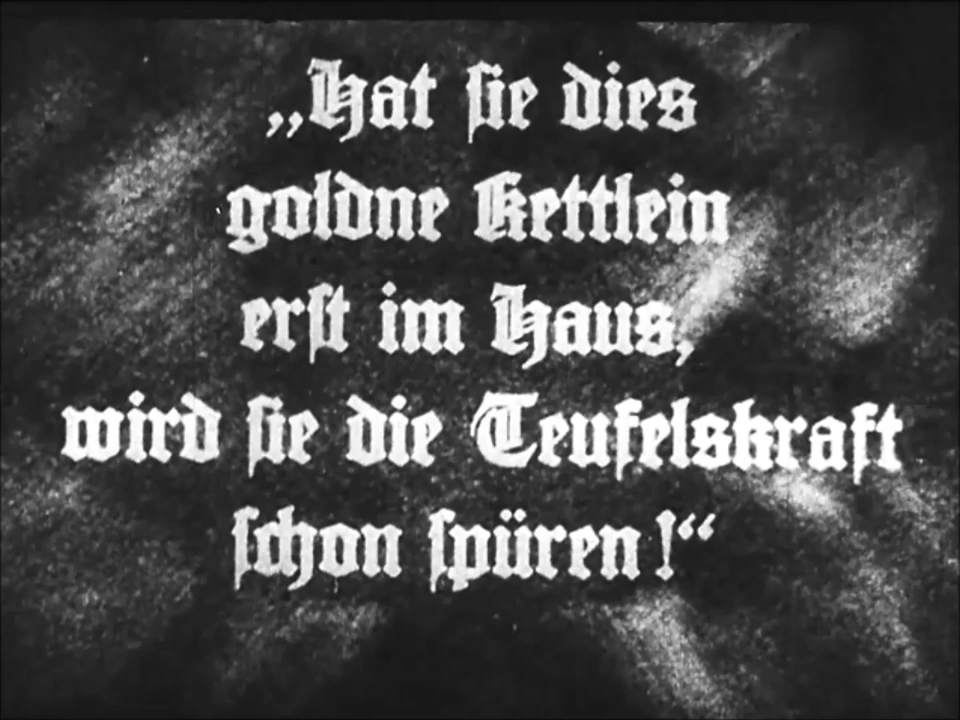 „Hat sie dies
goldne Kettlein
erst im Haus,
wird sie die Teufelskraft
schon spüren!“